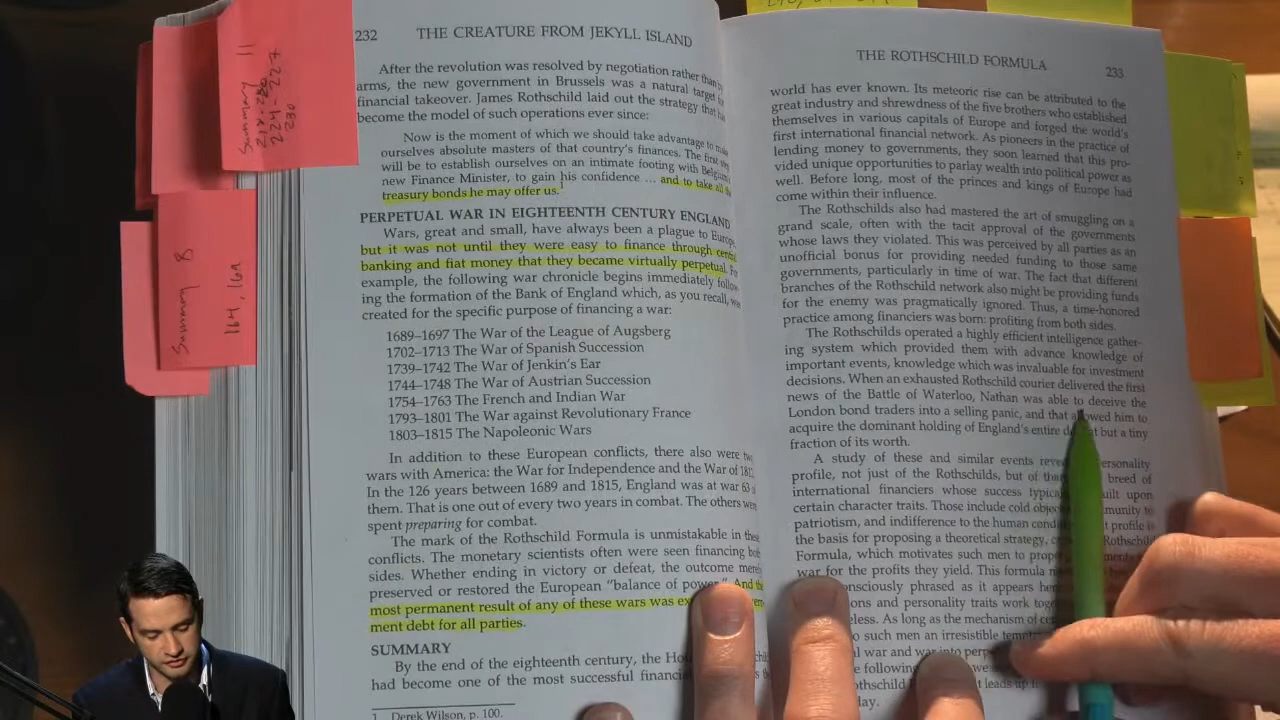 Summary 11
224-227
230
Summary 8
164, 169
232 THE CREATURE FROM JEKYLL ISLAND
After the revolution was resolved by negotiation rather than by
arms, the new government in Brussels was a natural target for
financial takeover. James Rothschild laid out the strategy that has
become the model of such operations ever since:
Now is the moment of which we should take advantage to make
ourselves absolute masters of that country's finances. The first step
will be to establish ourselves on an intimate footing with Belgium's
new Finance Minister, to gain his confidence ... and to take all the
treasury bonds he may offer us.1
PERPETUAL WAR IN EIGHTEENTH CENTURY ENGLAND
Wars, great and small, have always been a plague to Europe,
but it was not until they were easy to finance through central
banking and fiat money that they became virtually perpetual. For
example, the following war chronicle begins immediately follow-
ing the formation of the Bank of England which, as you recall, was
created for the specific purpose of financing a war:
1689-1697 The War of the League of Augsberg
1702-1713 The War of Spanish Succession
1739-1742 The War of Jenkin's Ear
1744-1748 The War of Austrian Succession
1754-1763 The French and Indian War
1793-1801 The War against Revolutionary France
1803-1815 The Napoleonic Wars
In addition to these European conflicts, there also were two
wars with America: the War for Independence and the War of 1812.
In the 126 years between 1689 and 1815, England was at war 63 of
them. That is one out of every two years in combat. The others were
spent preparing for combat.
The mark of the Rothschild Formula is unmistakable in these
conflicts. The monetary scientists often were seen financing both
sides. Whether ending in victory or defeat, the outcome merely
preserved or restored the European "balance of power." And the
most permanent result of any of these wars was
ment debt for all parties.
SUMMARY
By the end of the eighteenth century, the House
had become one of the most successful financial
1. Derek Wilson, p. 100.
THE ROTHSCHILD FORMULA 233
world has ever known. Its meteoric rise can be attributed to the
great industry and shrewdness of the five brothers who established
themselves in various capitals of Europe and forged the world's
first international financial network. As pioneers in the practice of
lending money to governments, they soon learned that this pro-
vided unique opportunities to parlay wealth into political power as
well. Before long, most of the princes and kings of Europe had
come within their influence.
The Rothschilds also had mastered the art of smuggling on a
grand scale, often with the tacit approval of the governments
whose laws they violated. This was perceived by all parties as an
unofficial bonus for providing needed funding to those same
governments, particularly in time of war. The fact that different
branches of the Rothschild network also might be providing funds
for the enemy was pragmatically ignored. Thus, a time-honored
practice among financiers was born: profiting from both sides.
The Rothschilds operated a highly efficient intelligence gather-
ing system which provided them with advance knowledge of
important events, knowledge which was invaluable for investment
decisions. When an exhausted Rothschild courier delivered the first
news of the Battle of Waterloo, Nathan was able to deceive the
London bond traders into a selling panic, and that allowed him to
acquire the dominant holding of England's entire debt at but a tiny
fraction of its worth.
A study of these and similar events personality
profile, not just of the Rothschilds, but of breed of
international financiers whose success upon
certain character traits. Those include cold
patriotism, and indifference to the human profile is
the basis for proposing a theoretical strategy, Rothschild
Formula, which motivates such men to
war for the profits they yield. This formula
consciously phrased as it appears
and personality traits work
As long as the mechanism of
such men an irresistible
war and war into
following
leads